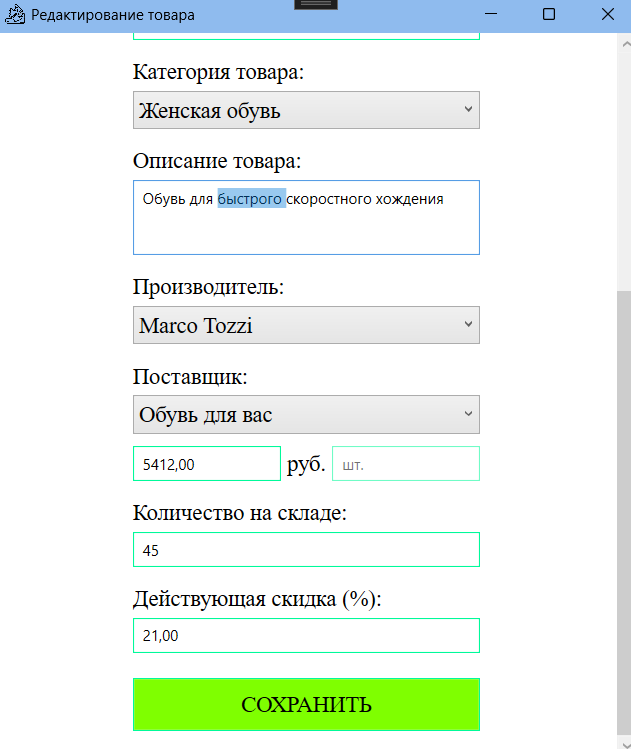 Редактирование товара
Категория товара:
Женская обувь
Описание товара:
Обувь для быстрого скоростного хождения
Производитель:
Marco Tozzi
Поставщик:
Обувь для вас
5412,00 руб. шт.
Количество на складе:
45
Действующая скидка (%):
21,00
СОХРАНИТЬ